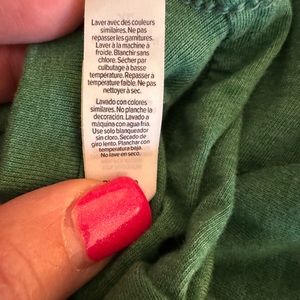 Laver avec des couleurs
similaires. Ne pas
repasser les garnitures.
Laver à la machine à
froide. Blanchir sans
chlore. Sécher par
culbutage à basse
température. Repasser à
température faible. Ne pas
nettoyer à sec.
Lavado con colores
similares. No planche la
decoración. Lavado a
máquina con agua fria.
Use solo blanqueador
sin cloro. Secado de
giro lento. Planchar con
temperatura baja.
No lave en seco.